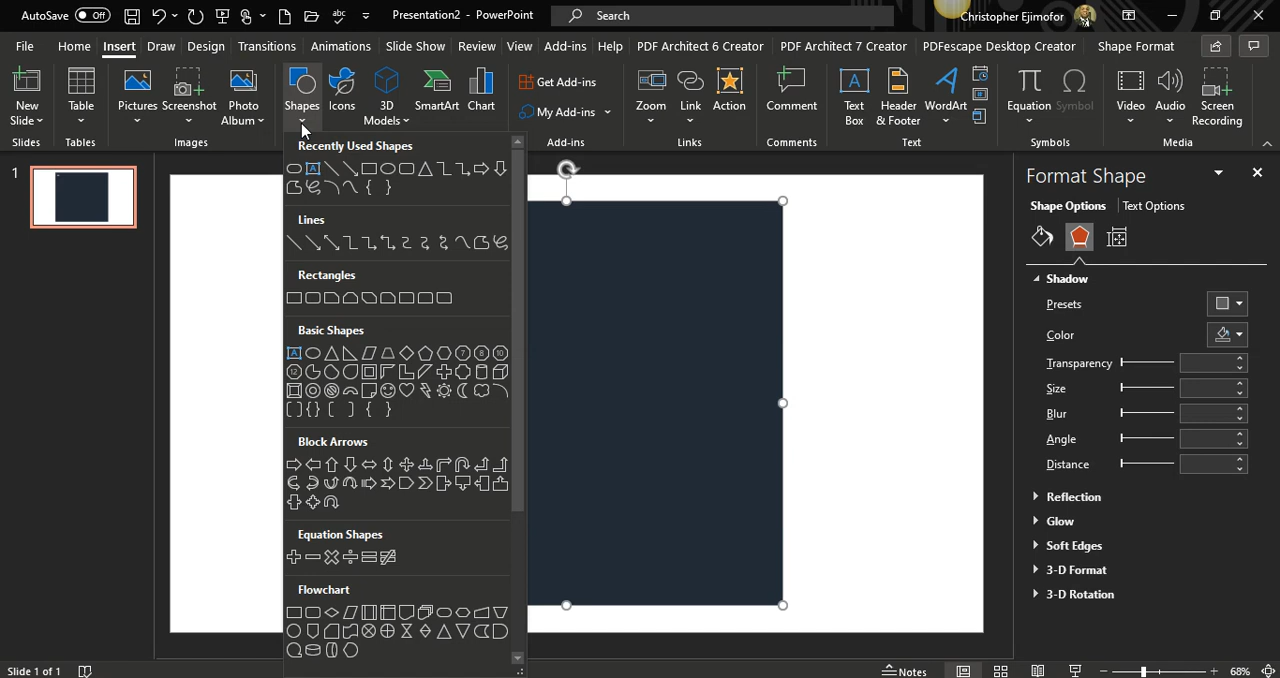 AutoSave Off
Presentation2 - PowerPoint
Search
Christopher Ejimofor
File Home Insert Draw Design Transitions Animations Slide Show Review View Add-ins Help PDF Architect 6 Creator PDF Architect 7 Creator PDFescape Desktop Creator Shape Format
New Slide
Table
Pictures
Screenshot
Photo Album
Shapes
Icons
3D Models
SmartArt
Chart
Get Add-ins
My Add-ins
Zoom
Link
Action
Comment
Text Box
Header & Footer
WordArt
Equation
Symbol
Video
Audio
Screen Recording
Slides
Tables
Images
Add-ins
Links
Comments
Text
Symbols
Media
1
Recently Used Shapes
Lines
Rectangles
Basic Shapes
Block Arrows
Equation Shapes
Flowchart
Format Shape
Shape Options Text Options
Shadow
Presets
Color
Transparency
Size
Blur
Angle
Distance
Reflection
Glow
Soft Edges
3-D Format
3-D Rotation
Slide 1 of 1
Notes
68%